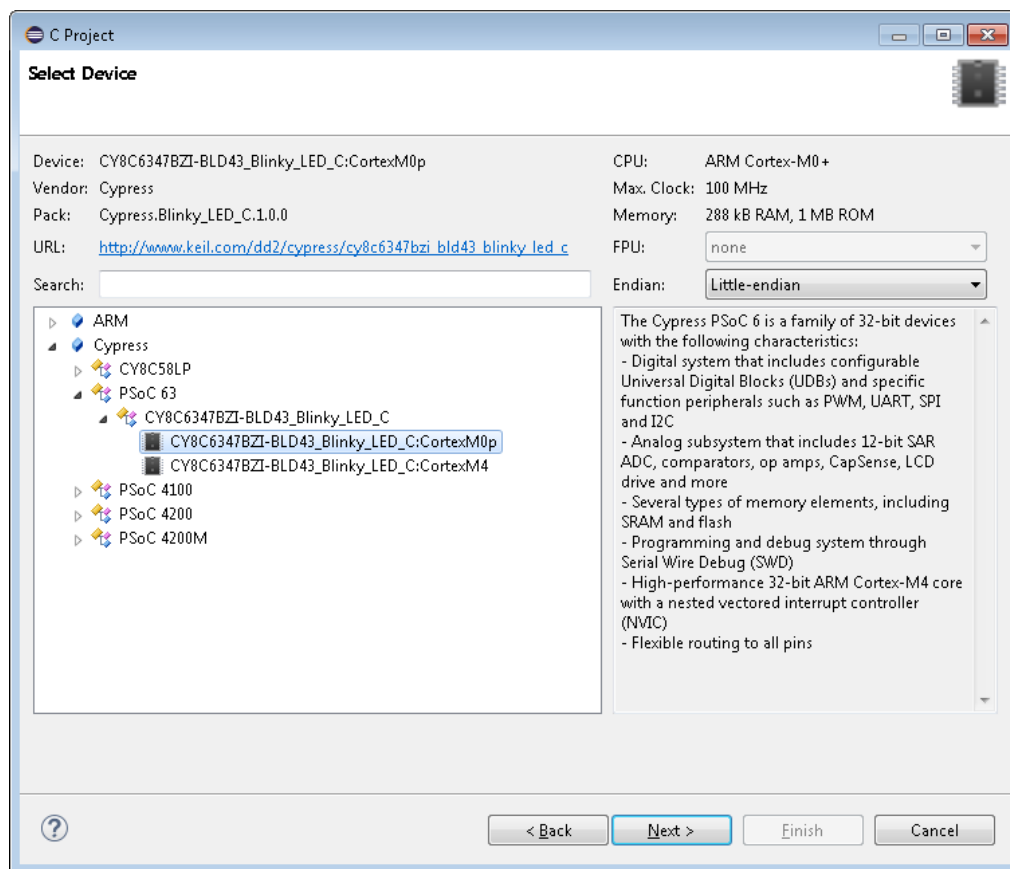 C Project
Select Device
Device: CY8C6347BZI-BLD43_Blinky_LED_C:CortexM0p
Vendor: Cypress
Pack: Cypress.Blinky_LED_C.1.0.0
URL: http://www.keil.com/dd2/cypress/cy8c6347bzi_bld43_blinky_led_c
Search:
CPU: ARM Cortex-M0+
Max. Clock: 100 MHz
Memory: 288 kB RAM, 1 MB ROM
FPU: none
Endian: Little-endian
ARM
Cypress
CY8C58LP
PSoC 63
CY8C6347BZI-BLD43_Blinky_LED_C
CY8C6347BZI-BLD43_Blinky_LED_C:CortexM0p
CY8C6347BZI-BLD43_Blinky_LED_C:CortexM4
PSoC 4100
PSoC 4200
PSoC 4200M
The Cypress PSoC 6 is a family of 32-bit devices
with the following characteristics:
- Digital system that includes configurable
Universal Digital Blocks (UDBs) and specific
function peripherals such as PWM, UART, SPI
and I2C
- Analog subsystem that includes 12-bit SAR
ADC, comparators, op amps, CapSense, LCD
drive and more
- Several types of memory elements, including
SRAM and flash
- Programming and debug system through
Serial Wire Debug (SWD)
- High-performance 32-bit ARM Cortex-M4 core
with a nested vectored interrupt controller
(NVIC)
- Flexible routing to all pins
?
< Back
Next >
Finish
Cancel